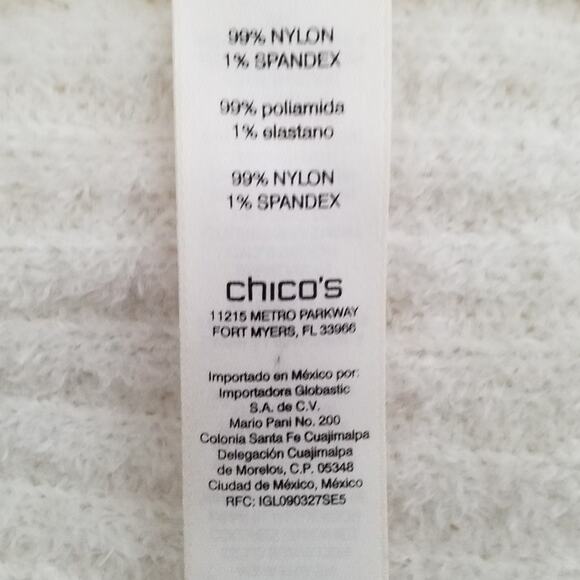 99% NYLON
1% SPANDEX
99% poliamida
1% elastano
99% NYLON
1% SPANDEX
chico's
11215 METRO PARKWAY
FORT MYERS, FL 33966
Importado en México por:
Importadora Globastic
S.A. de C.V.
Mario Pani No. 200
Colonia Santa Fe Cuajimalpa
Delegación Cuajimalpa
de Morelos, C.P. 05348
Ciudad de México, México
RFC: IGL090327SE5